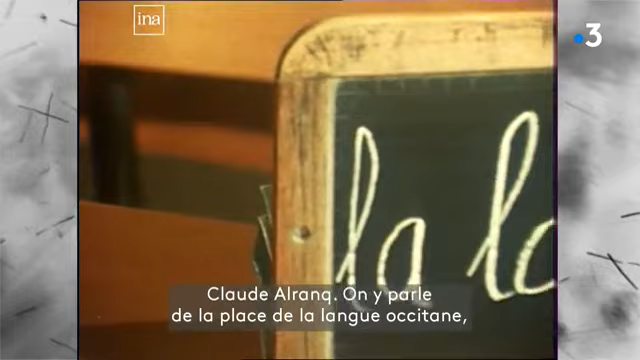 ina
3
la la
Claude Alranq. On y parle
de la place de la langue occitane,